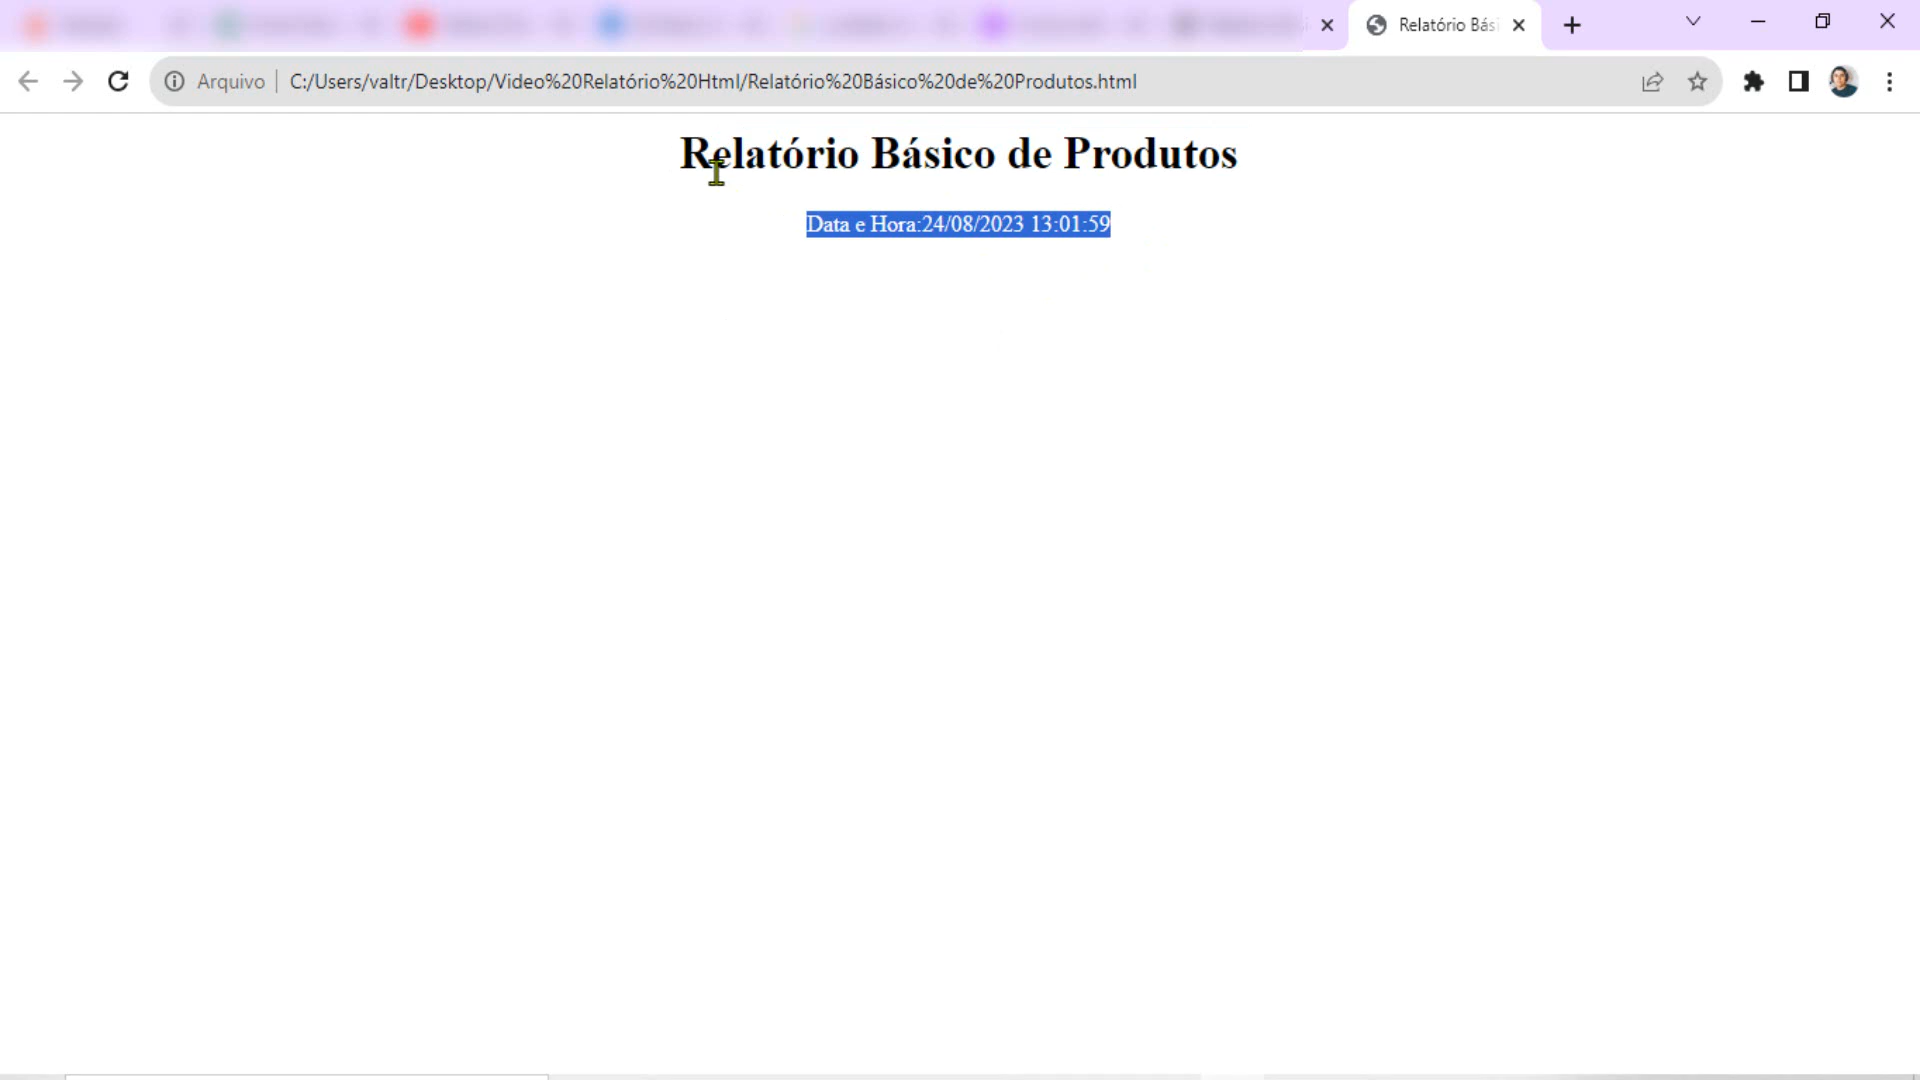 Relatório Bás
Arquivo
C:/Users/valtr/Desktop/Video%20Relatório%20Html/Relatório%20Básico%20de%20Produtos.html
Relatório Básico de Produtos
Data e Hora:24/08/2023 13:01:59